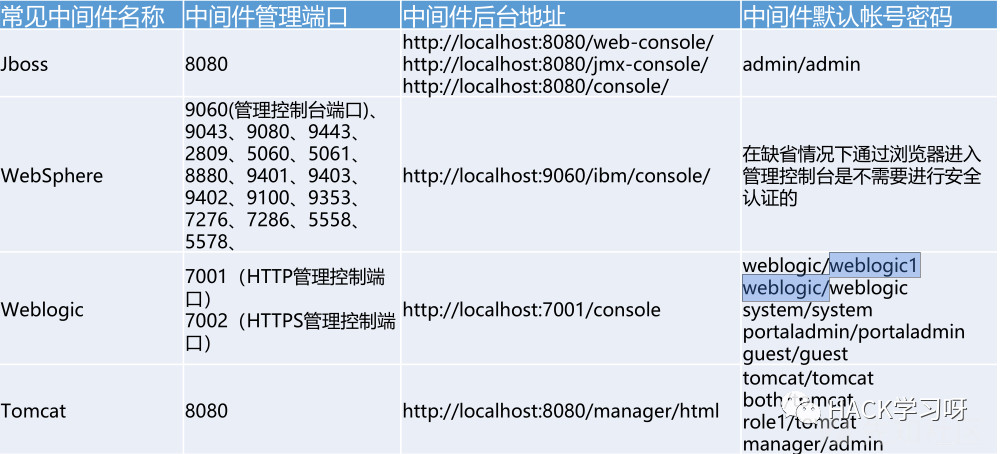 常见中间件名称
中间件管理端口
中间件后台地址
中间件默认帐号密码
Jboss
8080
http://localhost:8080/web-console/
http://localhost:8080/jmx-console/
http://localhost:8080/console/
admin/admin
WebSphere
9060(管理控制台端口)、
9043、9080、9443、
2809、5060、5061、
8880、9401、9403、
9402、9100、9353、
7276、7286、5558、
5578、
http://localhost:9060/ibm/console/
在缺省情况下通过浏览器进入
管理控制台是不需要进行安全
认证的
Weblogic
7001（HTTP管理控制端
口）
7002（HTTPS管理控制端
口）
http://localhost:7001/console
weblogic/weblogic1
weblogic/weblogic
system/system
portaladmin/portaladmin
guest/guest
Tomcat
8080
http://localhost:8080/manager/html
tomcat/tomcat
both/tomcat
role1/tomcat
manager/admin
HACK学习呀